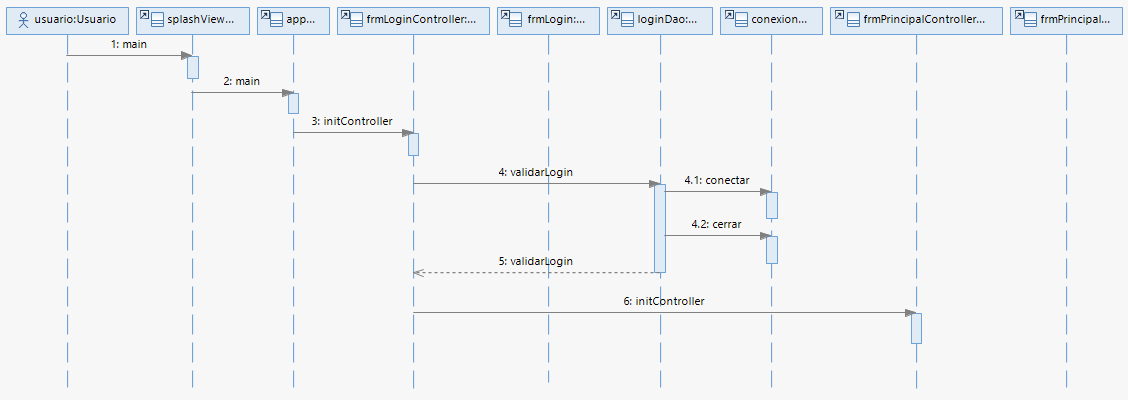 usuario:Usuario
splashView...
app...
frmLoginController:...
frmLogin:...
loginDao:...
conexion...
frmPrincipalController...
frmPrincipal...
1: main
2: main
3: initController
4: validarLogin
4.1: conectar
4.2: cerrar
5: validarLogin
6: initController